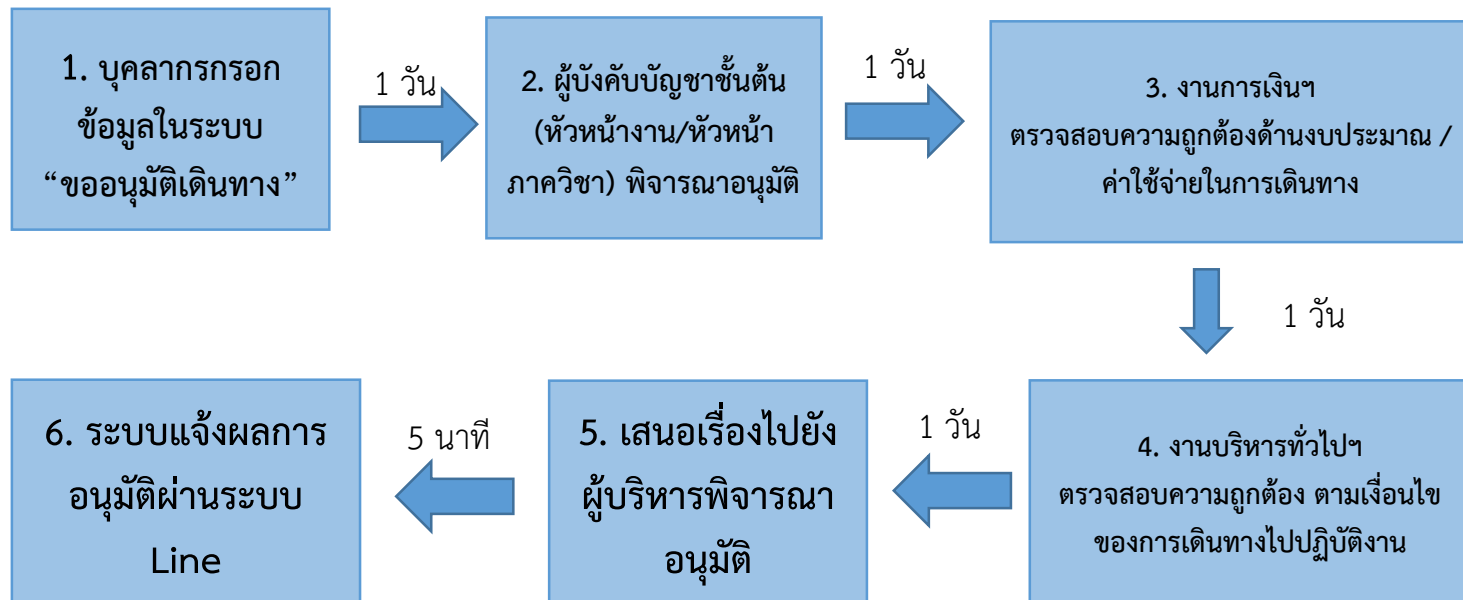 1. บุคลากรกรอก
ข้อมูลในระบบ
“ขออนุมัติเดินทาง”
1 วัน
2. ผู้บังคับบัญชาชั้นต้น
(หัวหน้างาน/หัวหน้า
ภาควิชา) พิจารณาอนุมัติ
1 วัน
3. งานการเงินฯ
ตรวจสอบความถูกต้องด้านงบประมาณ /
ค่าใช้จ่ายในการเดินทาง
1 วัน
4. งานบริหารทั่วไปฯ
ตรวจสอบความถูกต้อง ตามเงื่อนไข
ของการเดินทางไปปฏิบัติงาน
1 วัน
5. เสนอเรื่องไปยัง
ผู้บริหารพิจารณา
อนุมัติ
5 นาที
6. ระบบแจ้งผลการ
อนุมัติผ่านระบบ
Line